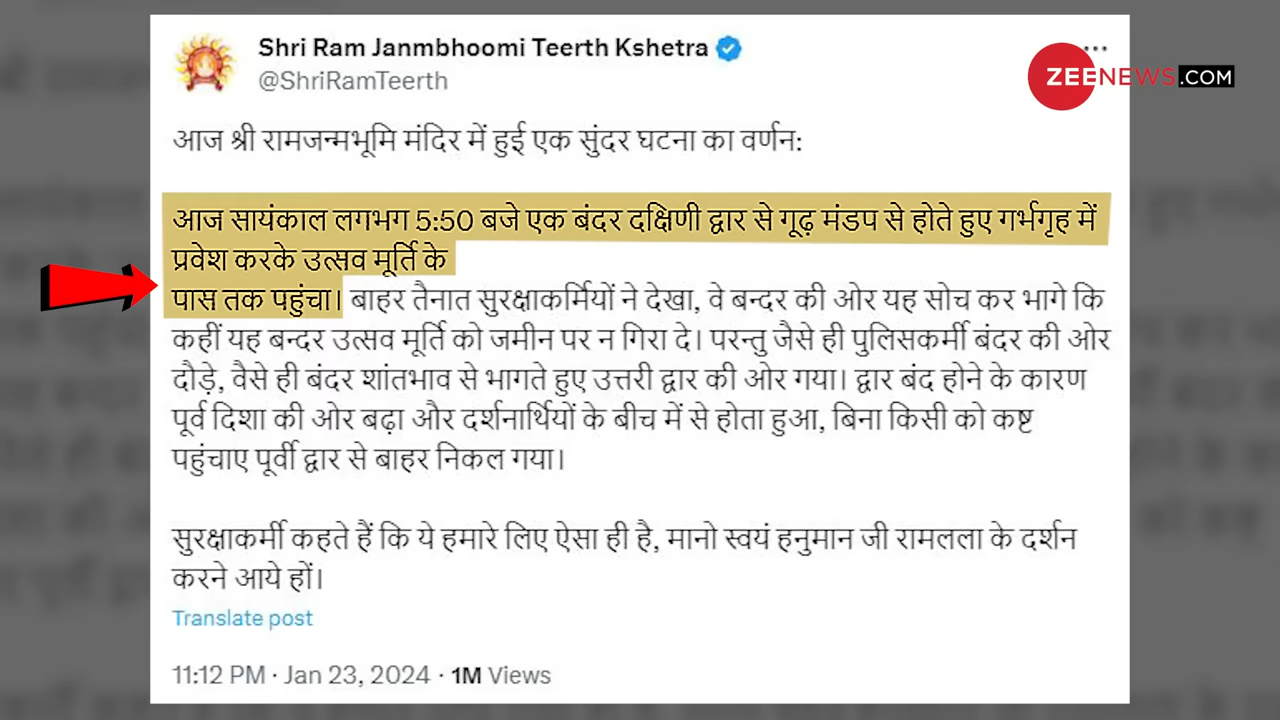 Shri Ram Janmbhoomi Teerth Kshetra
@ShriRamTeerth
ZEENEWS.COM
आज श्री रामजन्मभूमि मंदिर में हुई एक सुंदर घटना का वर्णन:
आज सायंकाल लगभग 5:50 बजे एक बंदर दक्षिणी द्वार से गूढ़ मंडप से होते हुए गर्भगृह में
प्रवेश करके उत्सव मूर्ति के
पास तक पहुंचा। बाहर तैनात सुरक्षाकर्मियों ने देखा, वे बन्दर की ओर यह सोच कर भागे कि
कहीं यह बन्दर उत्सव मूर्ति को जमीन पर न गिरा दे। परन्तु जैसे ही पुलिसकर्मी बंदर की ओर
दौड़े, वैसे ही बंदर शांतभाव से भागते हुए उत्तरी द्वार की ओर गया। द्वार बंद होने के कारण
पूर्व दिशा की ओर बढ़ा और दर्शनार्थियों के बीच में से होता हुआ, बिना किसी को कष्ट
पहुंचाए पूर्वी द्वार से बाहर निकल गया।
सुरक्षाकर्मी कहते हैं कि ये हमारे लिए ऐसा ही है, मानो स्वयं हनुमान जी रामलला के दर्शन
करने आये हों।
Translate post
11:12 PM · Jan 23, 2024 · 1M Views